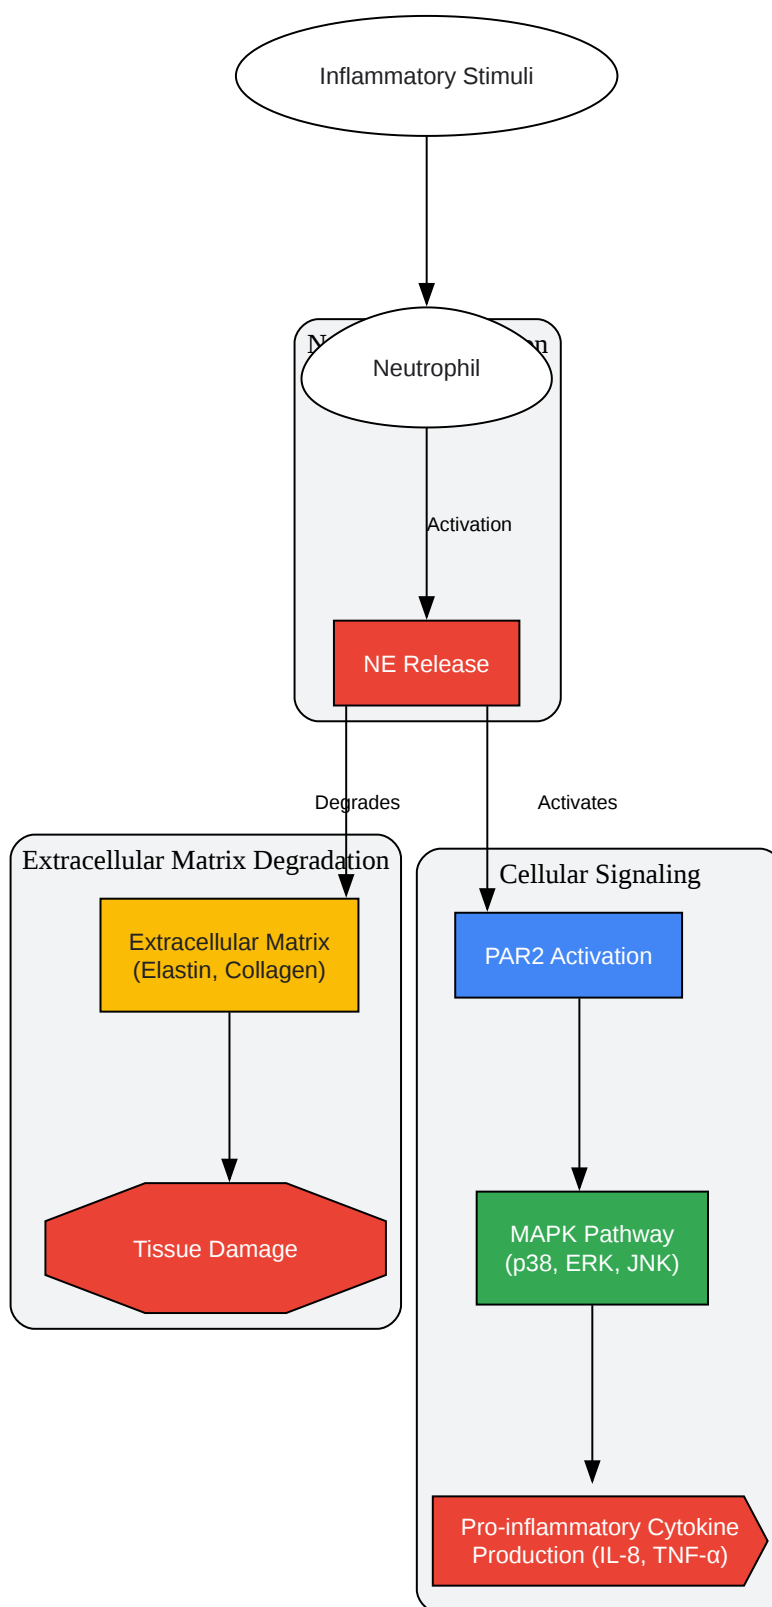 Inflammatory Stimuli
Neutrophil
Activation
NE Release
Degrades
Activates
Extracellular Matrix Degradation
Cellular Signaling
Extracellular Matrix
(Elastin, Collagen)
PAR2 Activation
Tissue Damage
MAPK Pathway
(p38, ERK, JNK)
Pro-inflammatory Cytokine
Production (IL-8, TNF-α)